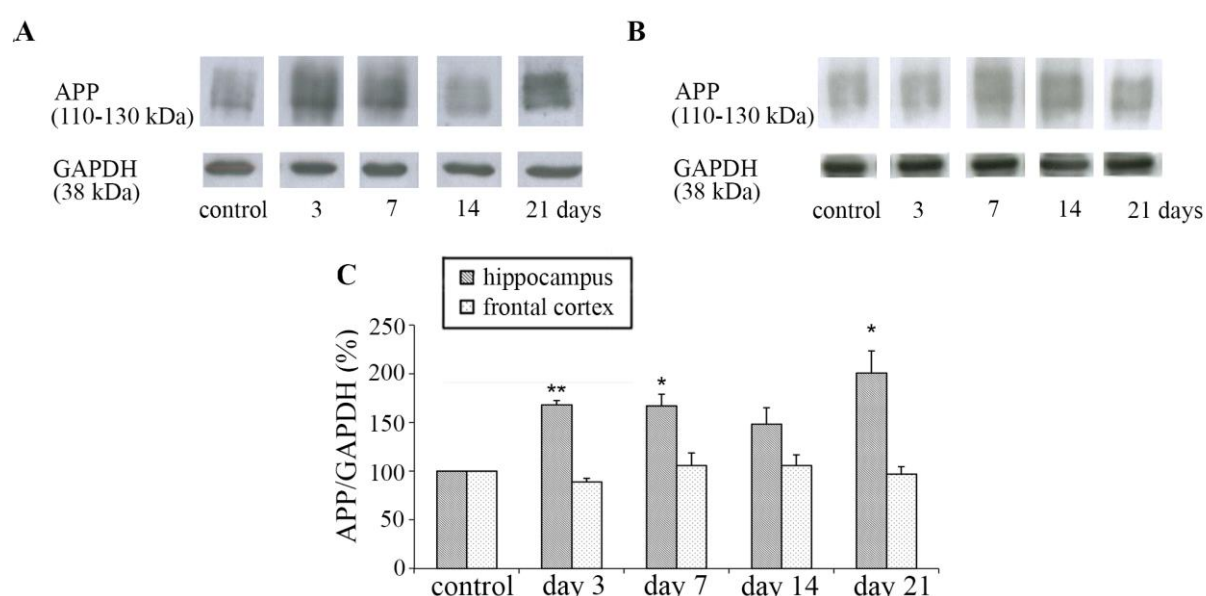 A
APP
(110-130 kDa)
GAPDH
(38 kDa)
control 3 7 14 21 days
B
APP
(110-130 kDa)
GAPDH
(38 kDa)
control 3 7 14 21 days
C
hippocampus
frontal cortex
APP/GAPDH (%)
250
200
150
100
50
0
** * *
control day 3 day 7 day 14 day 21